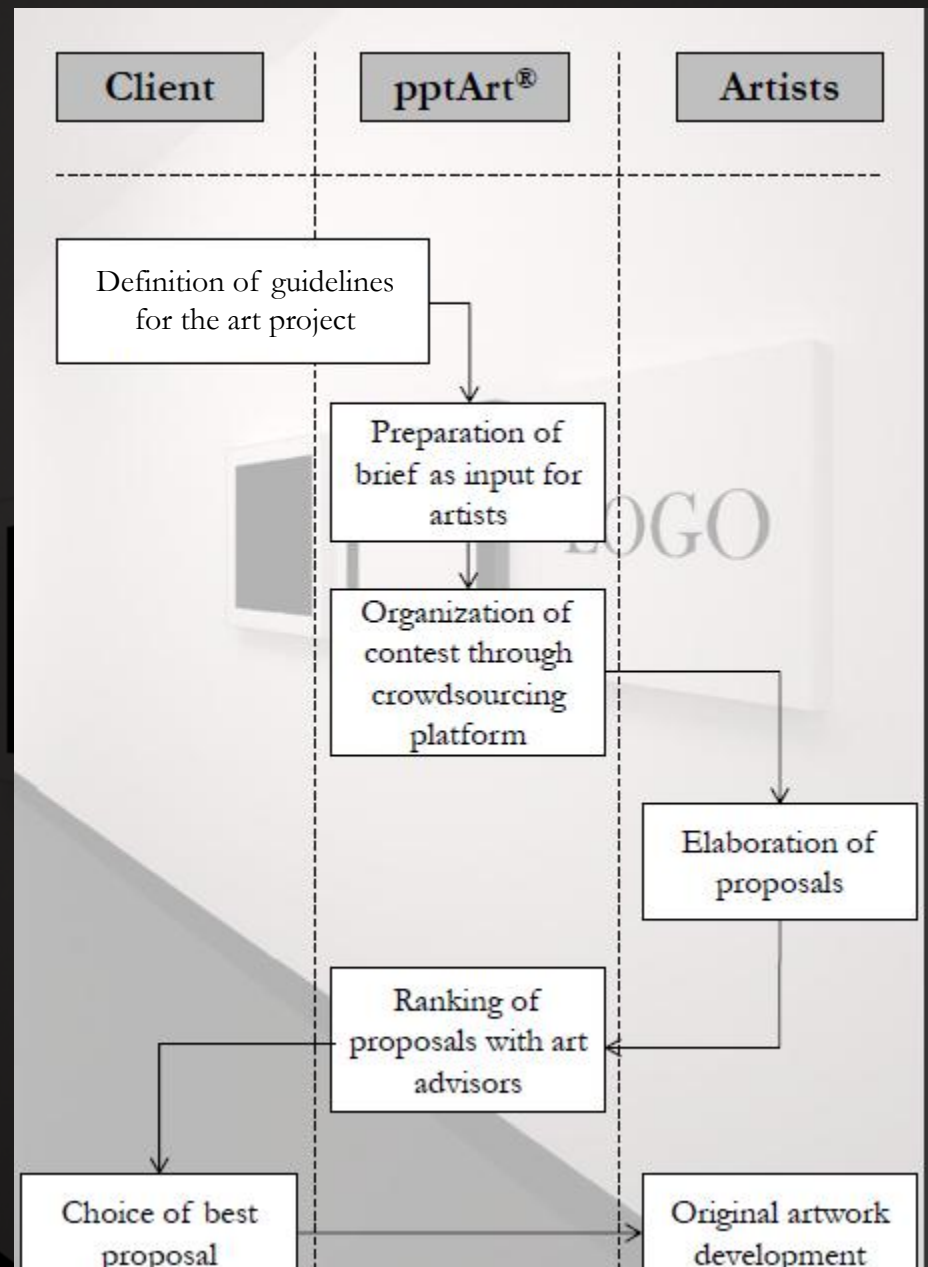 Client
pptArt®
Artists
Definition of guidelines
for the art project
Preparation of
brief as input for
artists
LOGO
Organization of
contest through
crowdsourcing
platform
Elaboration of
proposals
Ranking of
proposals with art
advisors
Choice of best
proposal
Original artwork
development